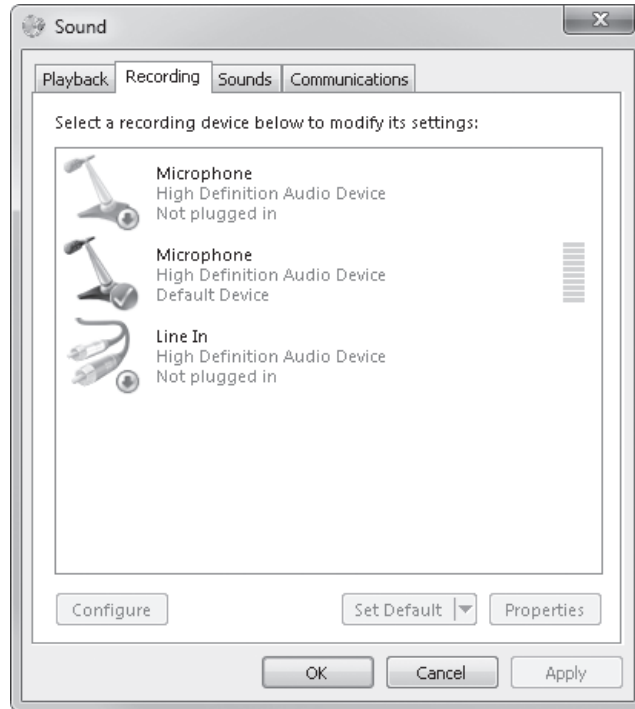 Sound
Playback Recording Sounds Communications
Select a recording device below to modify its settings:
Microphone
High Definition Audio Device
Not plugged in
Microphone
High Definition Audio Device
Default Device
Line In
High Definition Audio Device
Not plugged in
Configure Set Default Properties
OK Cancel Apply